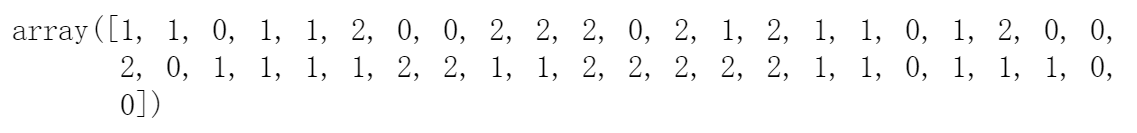 array([1, 1, 0, 1, 1, 2, 0, 0, 2, 2, 2, 0, 2, 1, 2, 1, 1, 0, 1, 2, 0, 0,
2, 0, 1, 1, 1, 1, 2, 2, 1, 1, 2, 2, 2, 2, 2, 1, 1, 0, 1, 1, 1, 0,
0])